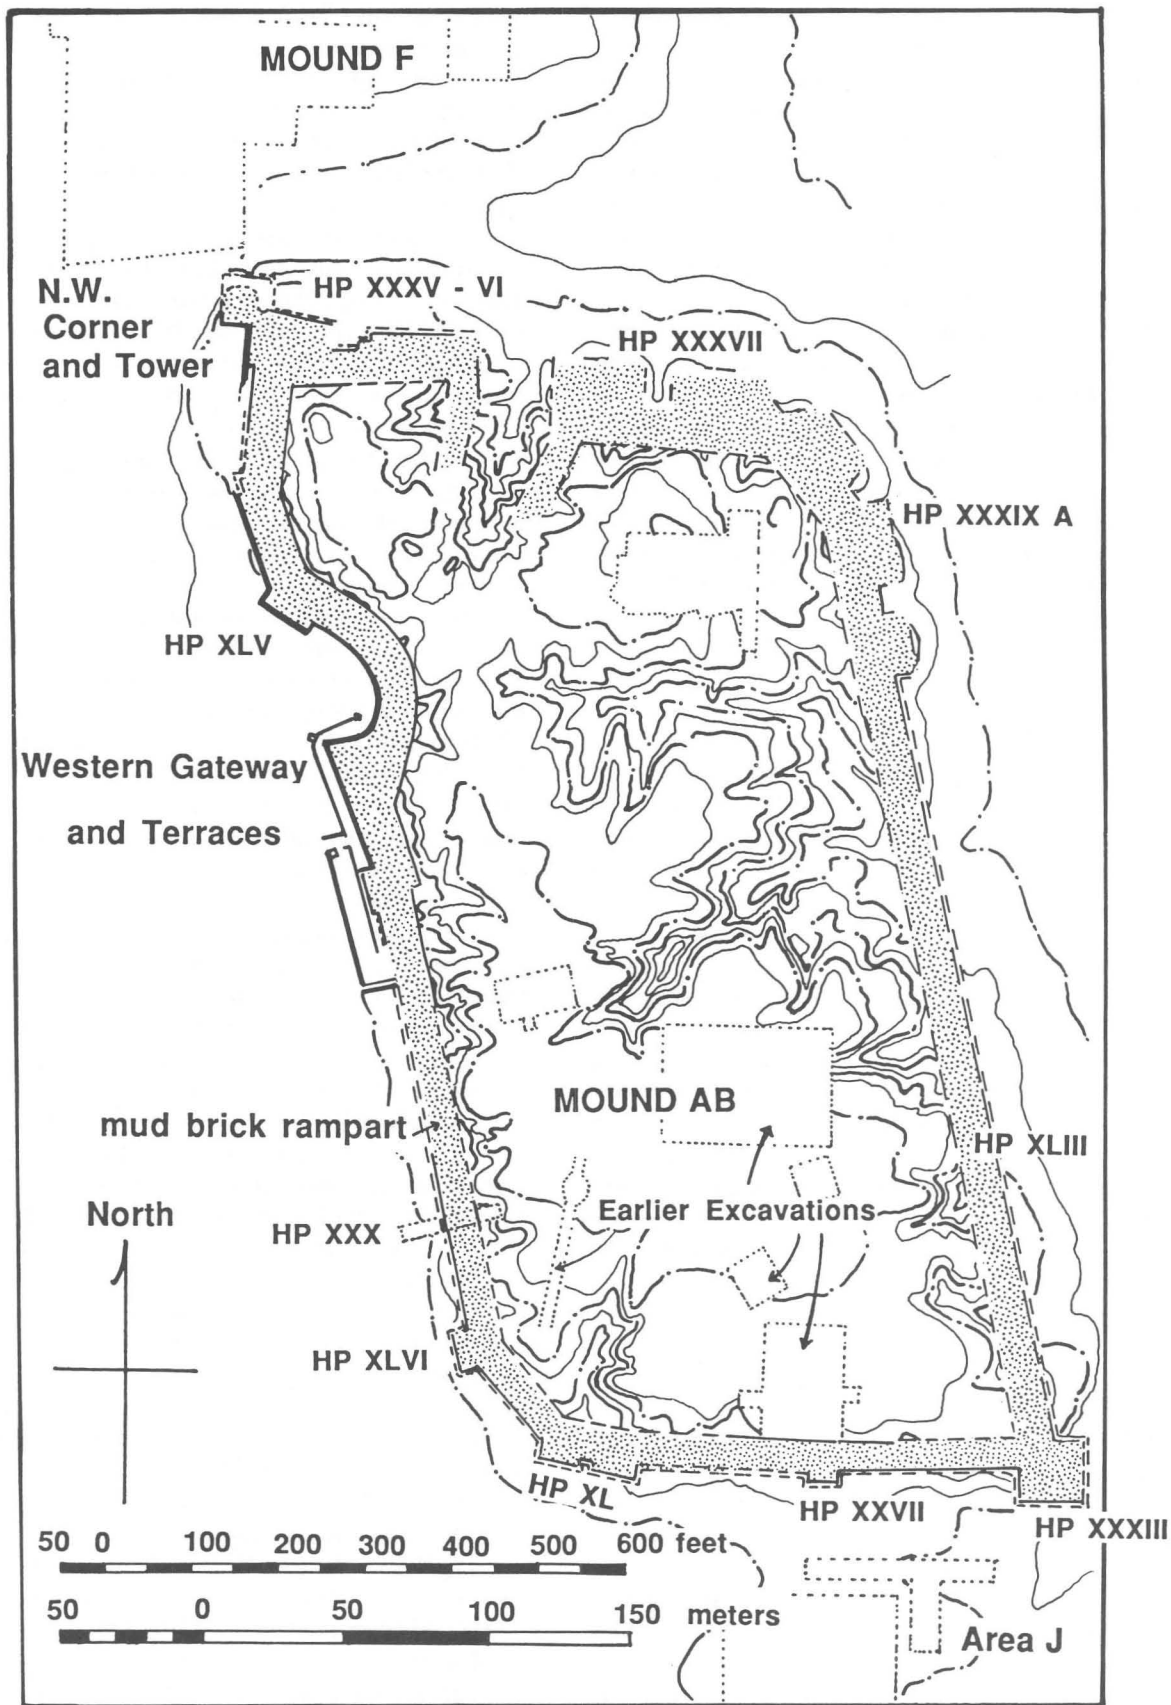 MOUND F
N.W.
Corner
and Tower
HP XXXV - VI
HP XXXVII
HP XXXIX A
HP XLV
Western Gateway
and Terraces
MOUND AB
mud brick rampart
HP XLIII
North
Earlier Excavations
HP XXX
HP XLVI
HP XL
HP XXVII
HP XXXIII
50 0 100 200 300 400 500 600 feet
50 0 50 100 150 meters
Area J